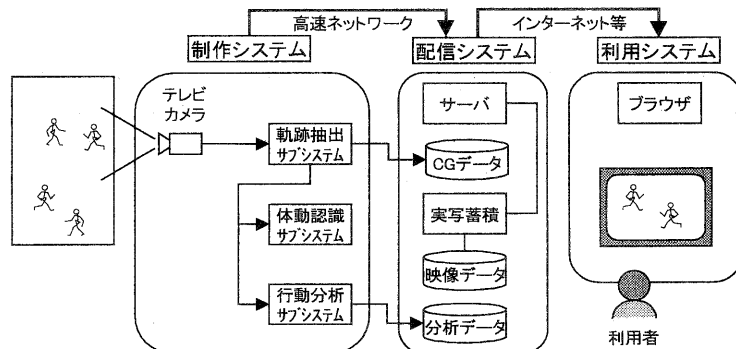 高速ネットワーク
インターネット等
制作システム
配信システム
利用システム
テレビ
カメラ
軌跡抽出
サブシステム
体動認識
サブシステム
行動分析
サブシステム
サーバ
CGデータ
実写蓄積
映像データ
分析データ
ブラウザ
利用者